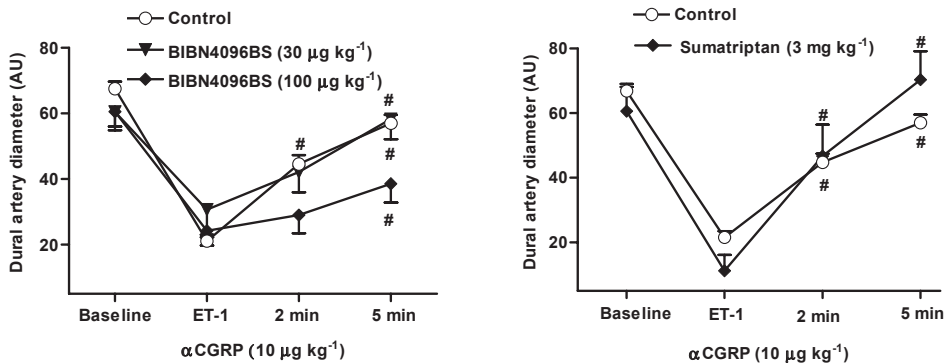 Control
BIBN4096BS (30 µg kg⁻¹)
BIBN4096BS (100 µg kg⁻¹)
Dural artery diameter (AU)
80
60
40
20
#
#
#
#
Baseline
ET-1
2 min
5 min
αCGRP (10 µg kg⁻¹)
Control
Sumatriptan (3 mg kg⁻¹)
Dural artery diameter (AU)
80
60
40
20
#
#
#
#
Baseline
ET-1
2 min
5 min
αCGRP (10 µg kg⁻¹)